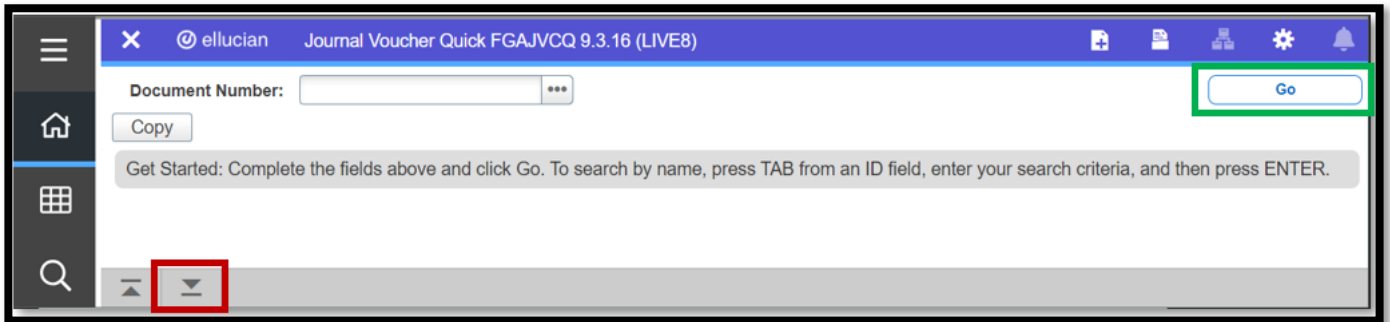 ellucian Journal Voucher Quick FGAJVCQ 9.3.16 (LIVE8)
Document Number: ... Go
Copy
Get Started: Complete the fields above and click Go. To search by name, press TAB from an ID field, enter your search criteria, and then press ENTER.